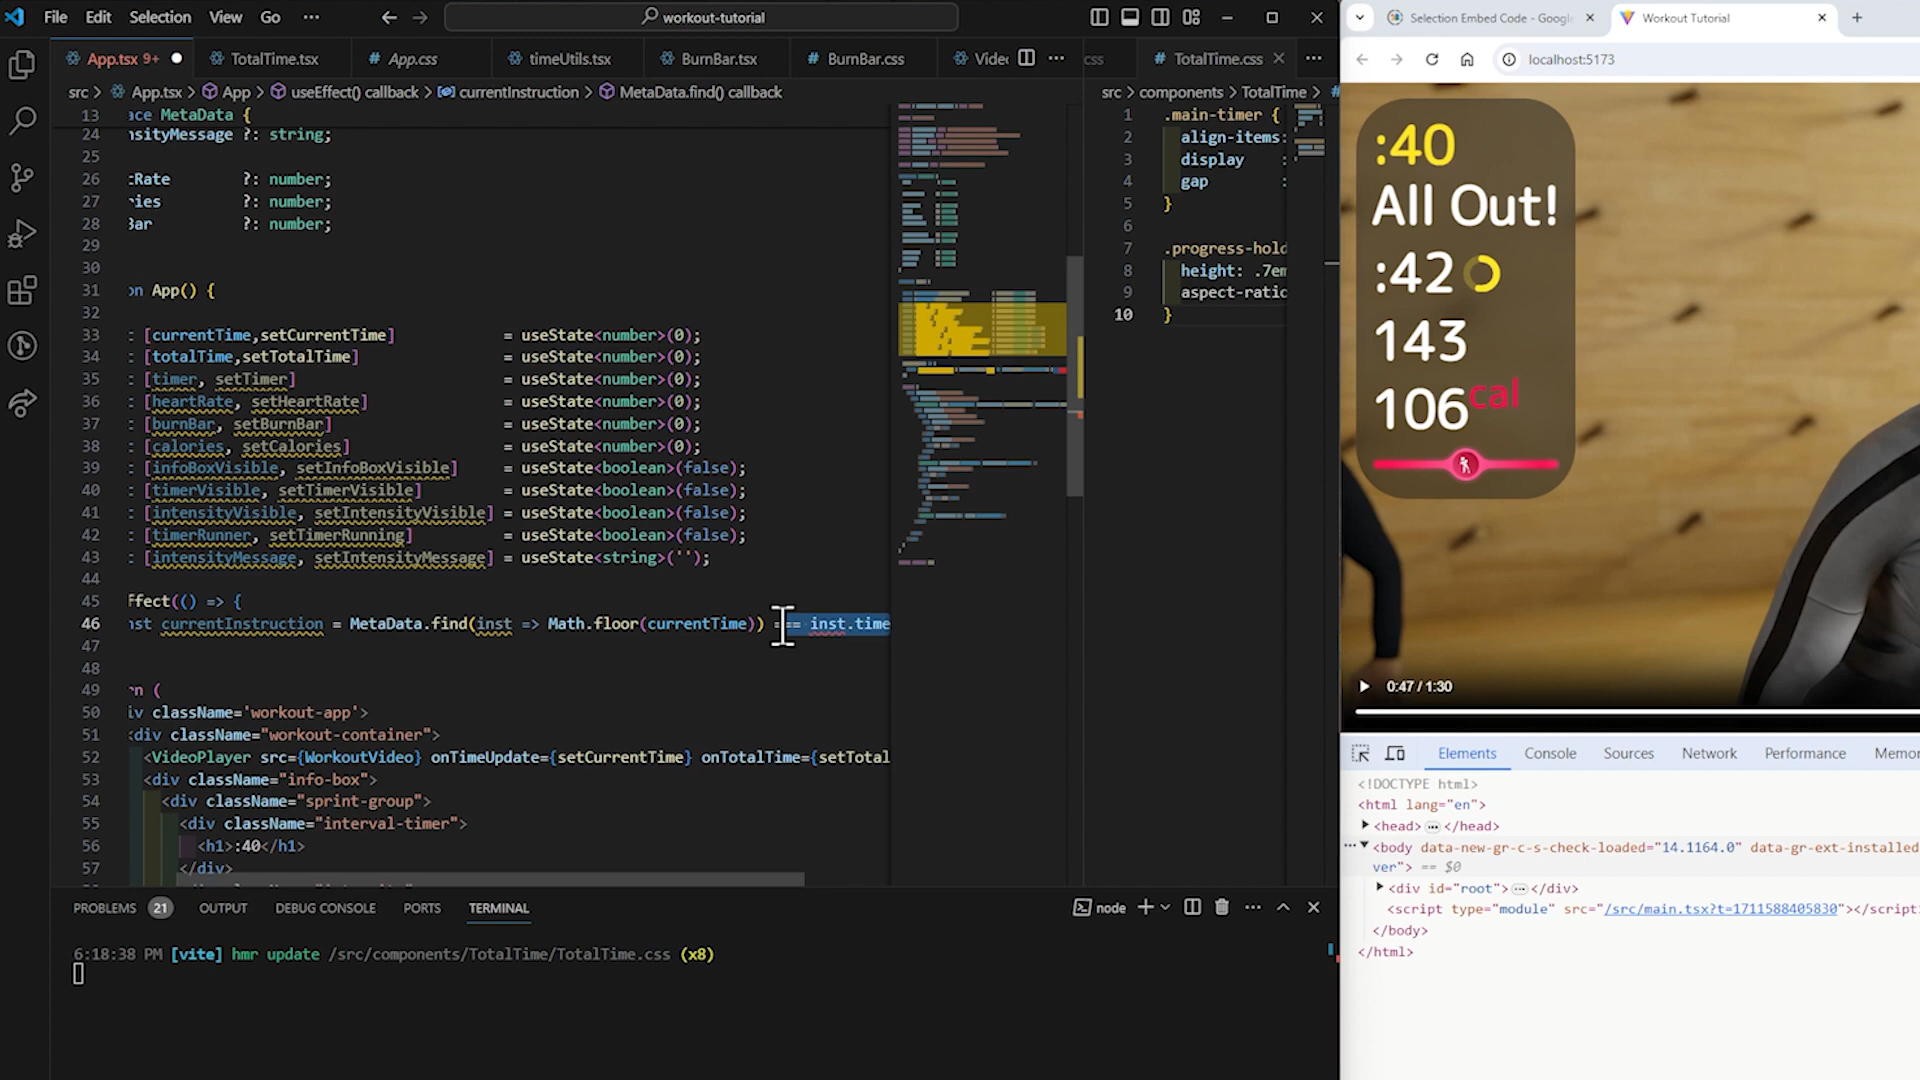 File Edit Selection View Go ··· workout-tutorial
App.tsx 9+ TotalTime.tsx App.css timeUtils.tsx BurnBar.tsx BurnBar.css
css TotalTime.css
src > App.tsx > App > useEffect() callback > currentInstruction > MetaData.find() callback
13 ace MetaData {
24 nsityMessage ?: string;
25
26 Rate ?: number;
27 ries ?: number;
28 Bar ?: number;
29
30
31 on App() {
32
33 : [currentTime,setCurrentTime] = useState<number>(0);
34 : [totalTime,setTotalTime] = useState<number>(0);
35 : [timer, setTimer] = useState<number>(0);
36 : [heartRate, setHeartRate] = useState<number>(0);
37 : [burnBar, setBurnBar] = useState<number>(0);
38 : [calories, setCalories] = useState<number>(0);
39 : [infoBoxVisible, setInfoBoxVisible] = useState<boolean>(false);
40 : [timerVisible, setTimerVisible] = useState<boolean>(false);
41 : [intensityVisible, setIntensityVisible] = useState<boolean>(false);
42 : [timerRunner, setTimerRunning] = useState<boolean>(false);
43 : [intensityMessage, setIntensityMessage] = useState<string>('');
44
45 ffect(() => {
46 nst currentInstruction = MetaData.find(inst => Math.floor(currentTime)) == inst.time
47
48
49 rn (
50 iv className='workout-app'>
51 <div className="workout-container">
52 <VideoPlayer src={WorkoutVideo} onTimeUpdate={setCurrentTime} onTotalTime={setTotal
53 <div className="info-box">
54 <div className="sprint-group">
55 <div className="interval-timer">
56 <h1>:40</h1>
57 </div>
src > components > TotalTime >
1 .main-timer {
2 align-items:
3 display :
4 gap :
5 }
6
7 .progress-hold
8 height: .7em
9 aspect-ratio
10 }
PROBLEMS 21 OUTPUT DEBUG CONSOLE PORTS TERMINAL node
6:18:38 PM [vite] hmr update /src/components/TotalTime/TotalTime.css (x8)
Selection Embed Code - Google
Workout Tutorial
localhost:5173
:40
All Out!
:42
143
106cal
0:47 / 1:30
Elements Console Sources Network Performance Memor
<!DOCTYPE html>
<html lang="en">
<head> ··· </head>
··· <body data-new-gr-c-s-check-loaded="14.1164.0" data-gr-ext-installed
ver"> == $0
<div id="root"> ··· </div>
<script type="module" src="/src/main.tsx?t=1711588405830"></script
</body>
</html>